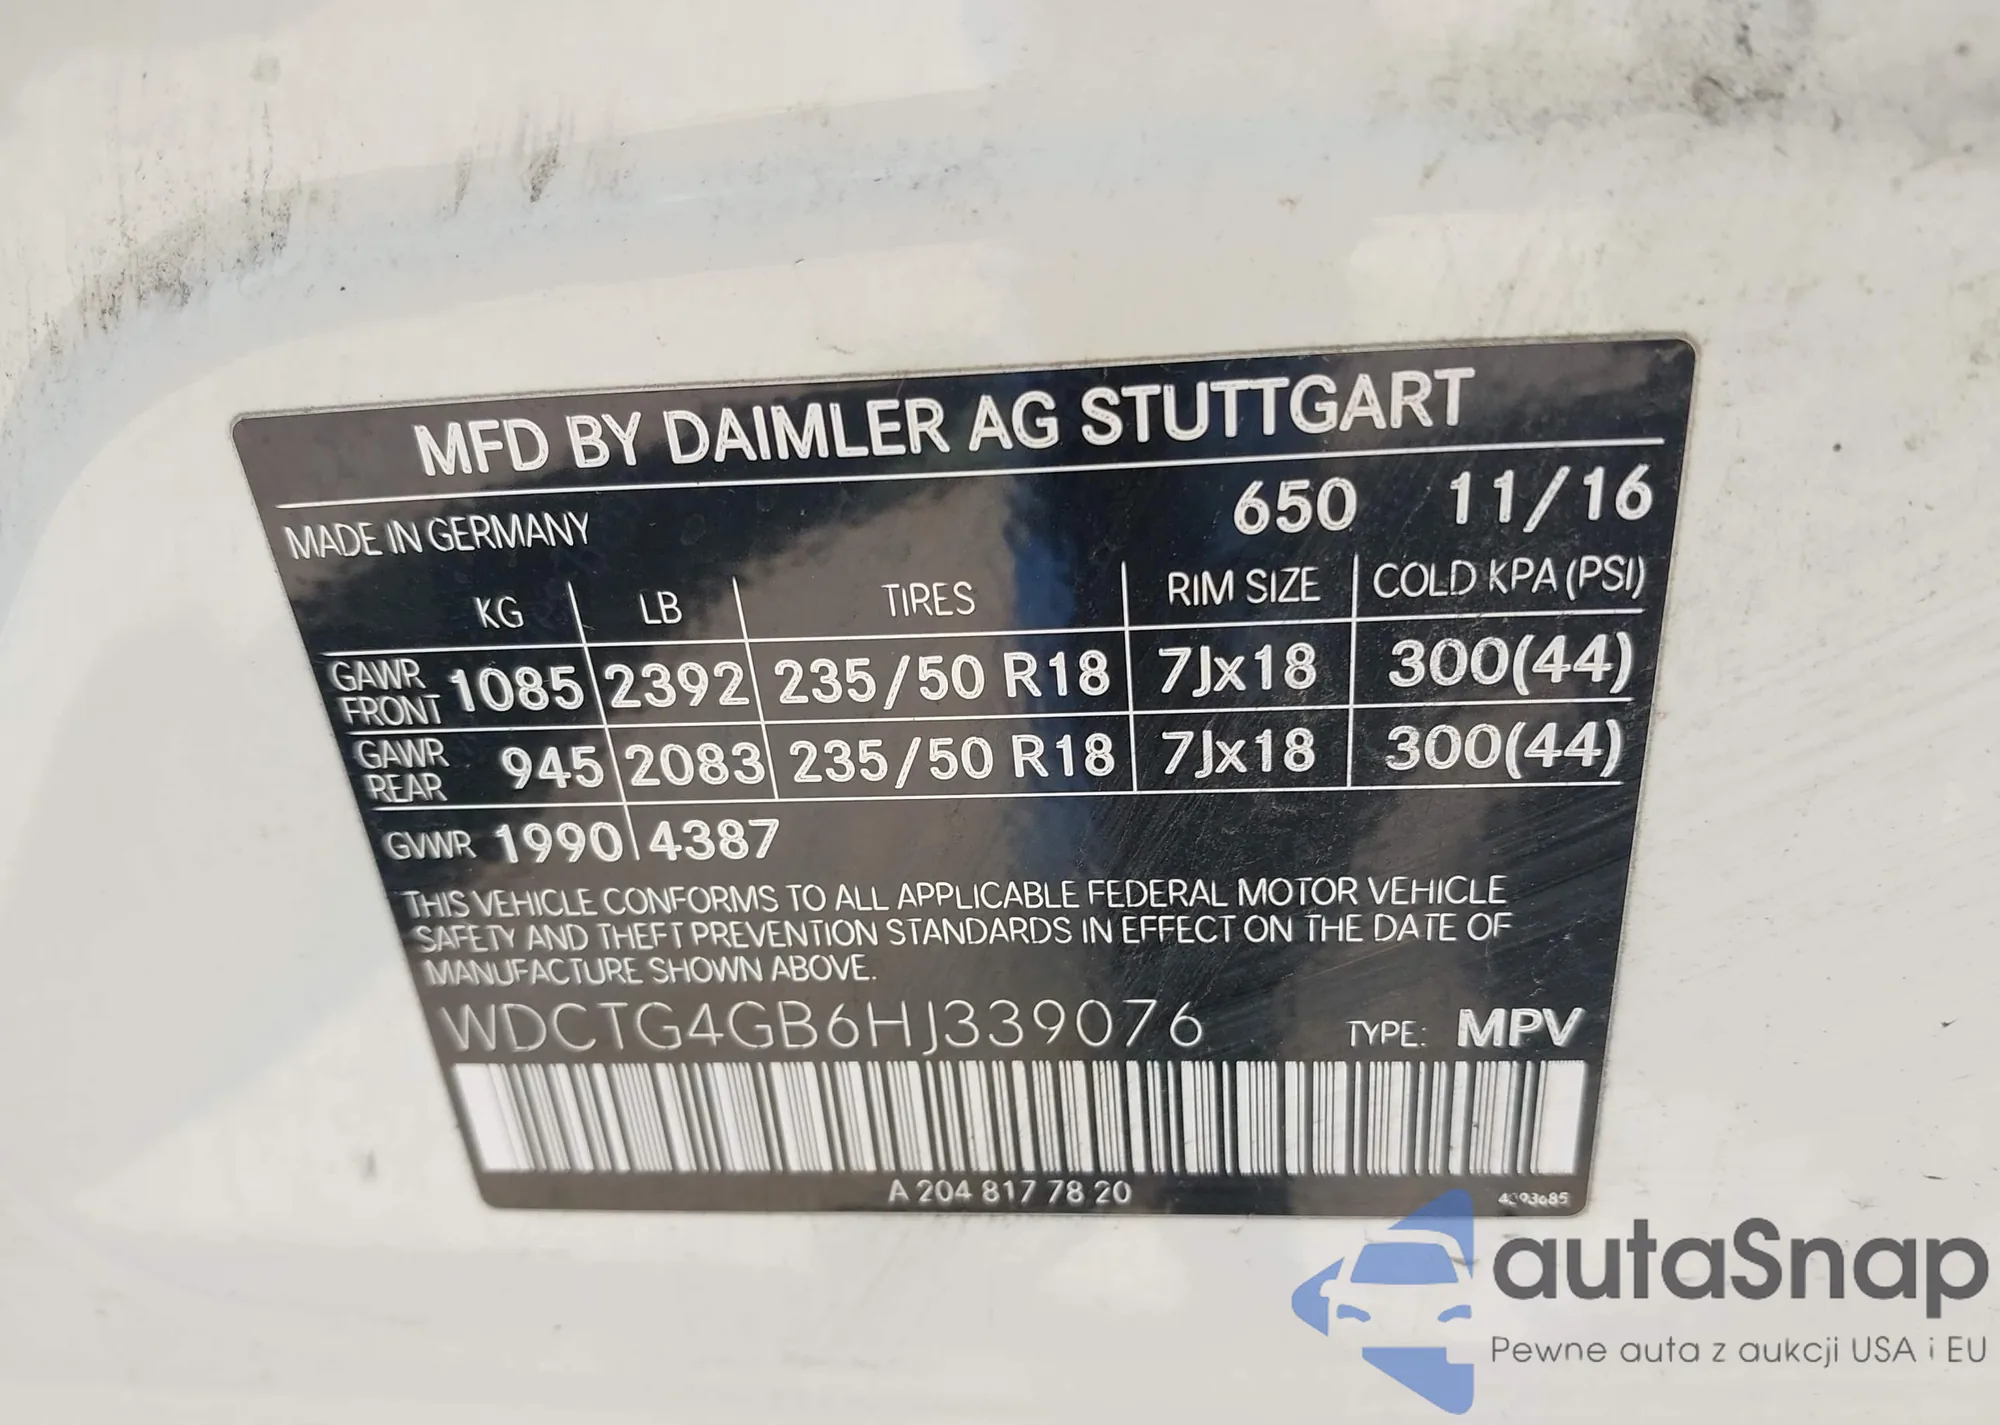 MFD BY DAIMLER AG STUTTGART
MADE IN GERMANY 650 11/16
KG LB TIRES RIM SIZE COLD KPA (PSI)
GAWR FRONT 1085 2392 235/50 R18 7Jx18 300(44)
GAWR REAR 945 2083 235/50 R18 7Jx18 300(44)
GVWR 1990 4387
THIS VEHICLE CONFORMS TO ALL APPLICABLE FEDERAL MOTOR VEHICLE
SAFETY AND THEFT PREVENTION STANDARDS IN EFFECT ON THE DATE OF
MANUFACTURE SHOWN ABOVE.
WDCTG4GB6HJ339076 TYPE: MPV
A 204 817 78 20
autaSnap
Pewne auta z aukcji USA i EU